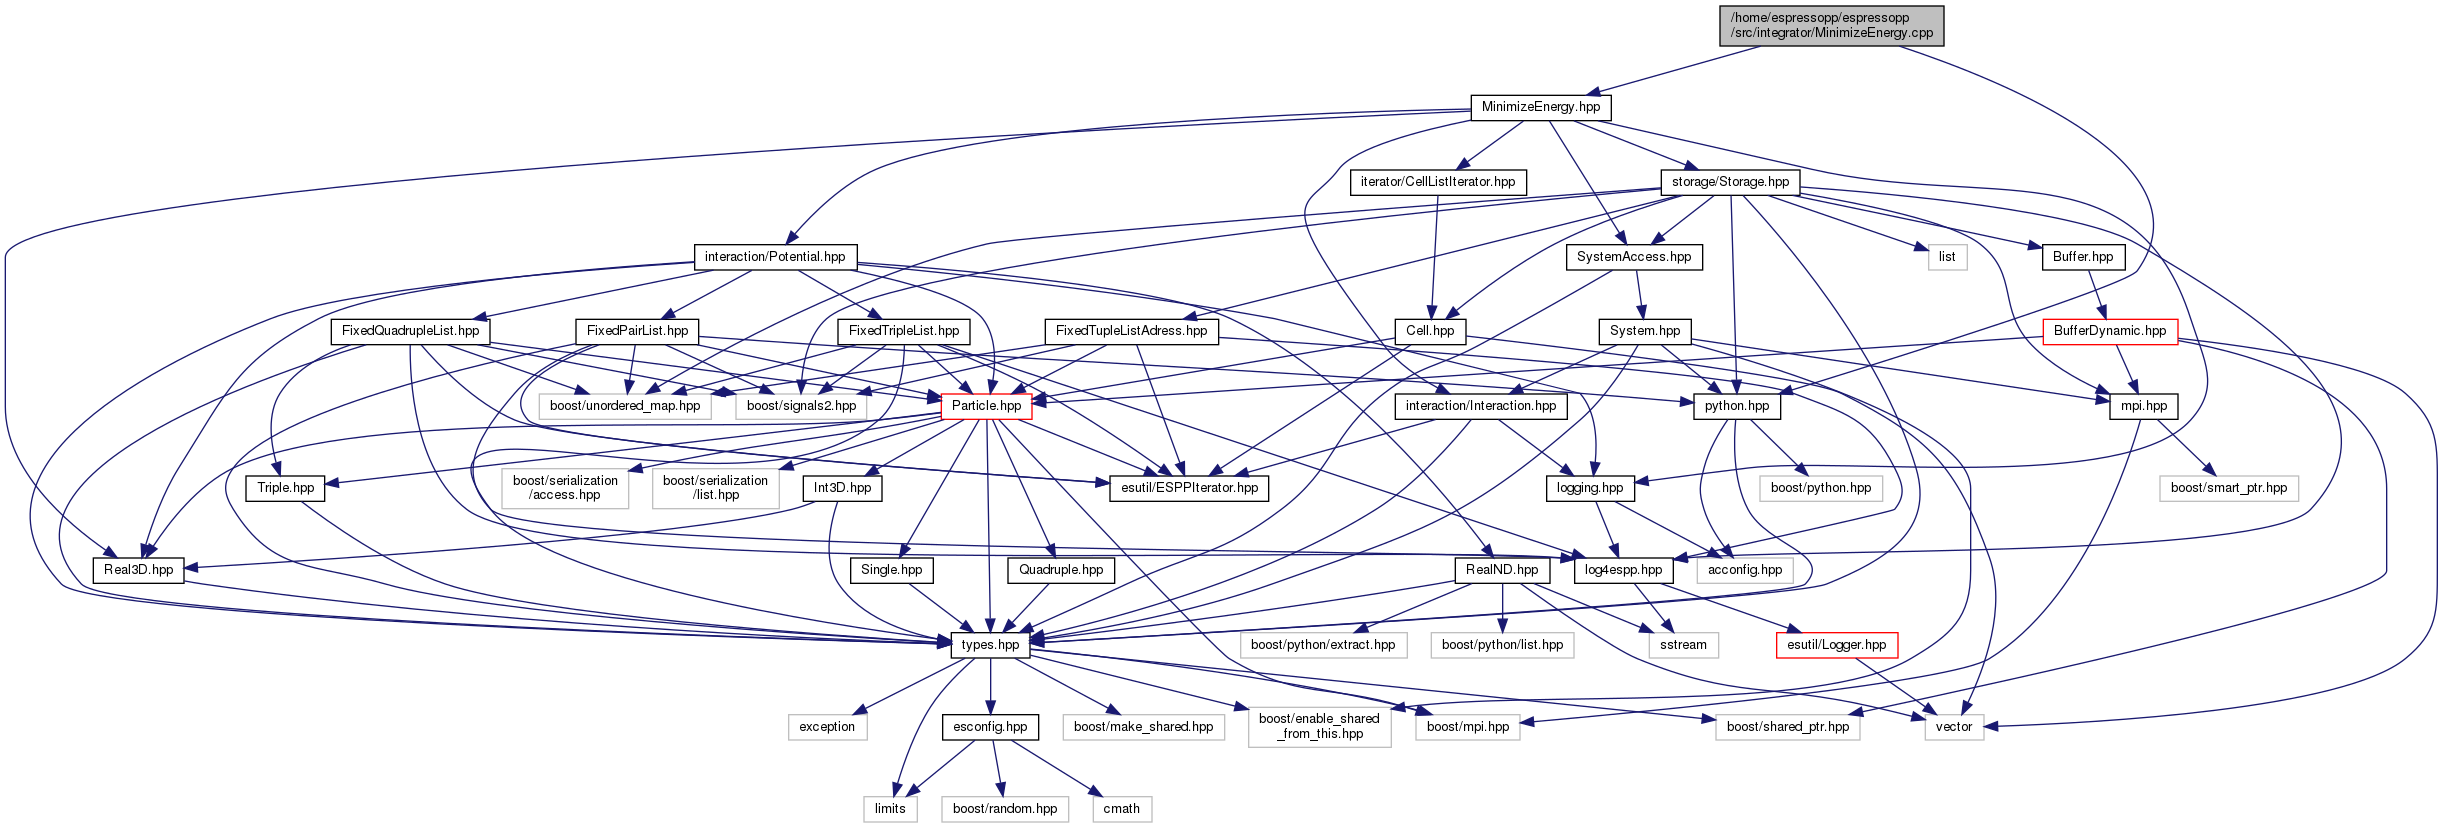 /home/espressopp/espressopp
/src/integrator/MinimizeEnergy.cpp
MinimizeEnergy.hpp
iterator/CellListIterator.hpp
storage/Storage.hpp
interaction/Potential.hpp
SystemAccess.hpp
list
Buffer.hpp
FixedQuadrupleList.hpp
FixedPairList.hpp
FixedTripleList.hpp
FixedTupleListAdress.hpp
Cell.hpp
System.hpp
BufferDynamic.hpp
boost/unordered_map.hpp
boost/signals2.hpp
Particle.hpp
interaction/Interaction.hpp
python.hpp
mpi.hpp
Triple.hpp
boost/serialization
/access.hpp
boost/serialization
/list.hpp
Int3D.hpp
esutil/ESPPIterator.hpp
logging.hpp
boost/python.hpp
boost/smart_ptr.hpp
Real3D.hpp
Single.hpp
Quadruple.hpp
RealND.hpp
log4espp.hpp
acconfig.hpp
types.hpp
boost/python/extract.hpp
boost/python/list.hpp
sstream
esutil/Logger.hpp
exception
esconfig.hpp
boost/make_shared.hpp
boost/enable_shared
_from_this.hpp
boost/mpi.hpp
boost/shared_ptr.hpp
vector
limits
boost/random.hpp
cmath